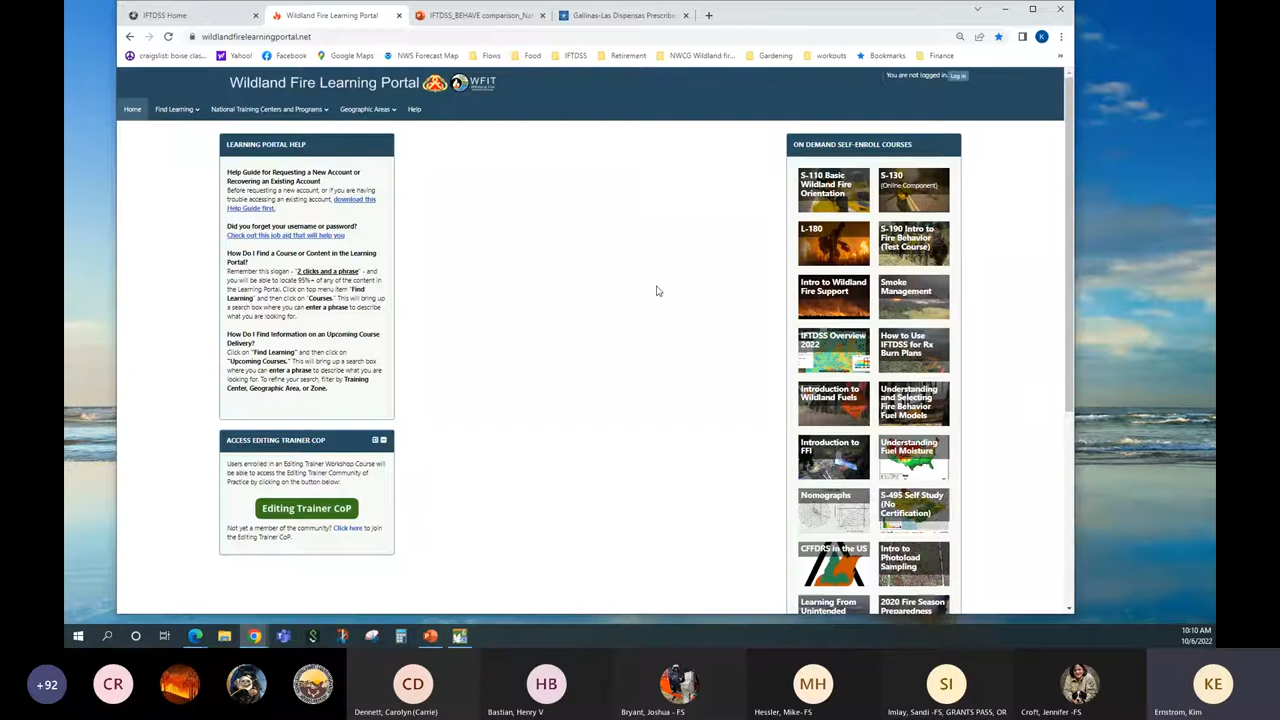 IFTDSS Home
Wildland Fire Learning Portal
IFTDSS_BEHAVE comparison_Nat
Gallinas-Las Dispensas Prescribe
wildlandfirelearningportal.net
K
craigslist: boise clas...
Yahoo!
Facebook
Google Maps
NWS Forecast Map
Flows
Food
IFTDSS
Retirement
NWCG Wildland fir...
Gardening
workouts
Bookmarks
Finance
Wildland Fire Learning Portal
WFIT
You are not logged in.
Log in
Home
Find Learning
National Training Centers and Programs
Geographic Areas
Help
LEARNING PORTAL HELP
Help Guide for Requesting a New Account or
Recovering an Existing Account
Before requesting a new account, or if you are having
trouble accessing an existing account, download this
Help Guide first.
Did you forget your username or password?
Check out this job aid that will help you
How Do I Find a Course or Content in the Learning
Portal?
Remember this slogan - "2 clicks and a phrase" - and
you will be able to locate 95%+ of any of the content
in the Learning Portal. Click on top menu item "Find
Learning" and then click on "Courses." This will bring up
a search box where you can enter a phrase to describe
what you are looking for.
How Do I Find Information on an Upcoming Course
Delivery?
Click on "Find Learning" and then click on
"Upcoming Courses." This will bring up a search box
where you can enter a phrase to describe what you are
looking for. To refine your search, filter by Training
Center, Geographic Area, or Zone.
ACCESS EDITING TRAINER COP
Users enrolled in an Editing Trainer Workshop Course will
be able to access the Editing Trainer Community of
Practice by clicking on the button below:
Editing Trainer CoP
Not yet a member of the community? Click here to join
the Editing Trainer CoP.
ON DEMAND SELF-ENROLL COURSES
S-110 Basic
Wildland Fire
Orientation
S-130
(Online Component)
L-180
S-190 Intro to
Fire Behavior
(Test Course)
Intro to Wildland
Fire Support
Smoke
Management
IFTDSS Overview
2022
How to Use
IFTDSS for Rx
Burn Plans
Introduction to
Wildland Fuels
Understanding
and Selecting
Fire Behavior
Fuel Models
Introduction to
FFI
Understanding
Fuel Moisture
Nomographs
S-495 Self Study
(No
Certification)
CFFDRS in the US
Intro to
Photoload
Sampling
Learning From
Unintended
2020 Fire Season
Preparedness
10:10 AM
10/6/2022
+92
CR
CD
Dennett, Carolyn (Carrie)
HB
Bastian, Henry V
Bryant, Joshua - FS
MH
Hessler, Mike- FS
SI
Imlay, Sandi -FS, GRANTS PASS, OR
Croft, Jennifer -FS
KE
Ernstrom, Kim